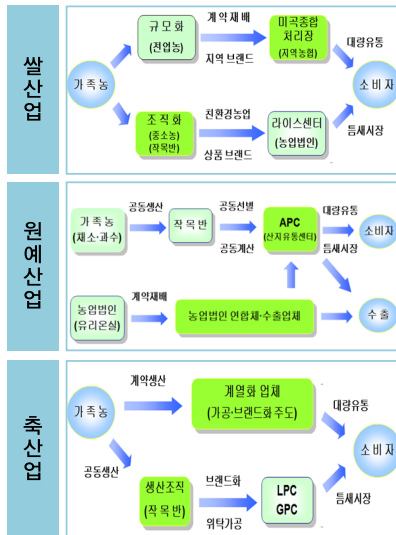 쌀산업
가족농
규모화
(전업농)
계약재배
지역 브랜드
미곡종합
처리장
(지역농협)
대량유통
조직화
(중소농)
(작목반)
친환경농업
상품 브랜드
라이스센터
(농업법인)
틈새시장
소비자
원예산업
가족농
(채소·과수)
공동생산
작목반
공동선별
공동계산
APC
(산지유통센터)
대량유통
틈새시장
소비자
농업법인
(유리온실)
계약재배
농업법인 연합체·수출업체
수출
축산업
가족농
계약생산
계열화 업체
(가공·브랜드화 주도)
대량유통
공동생산
생산조직
(작목반)
브랜드화
위탁가공
LPC
GPC
틈새시장
소비자